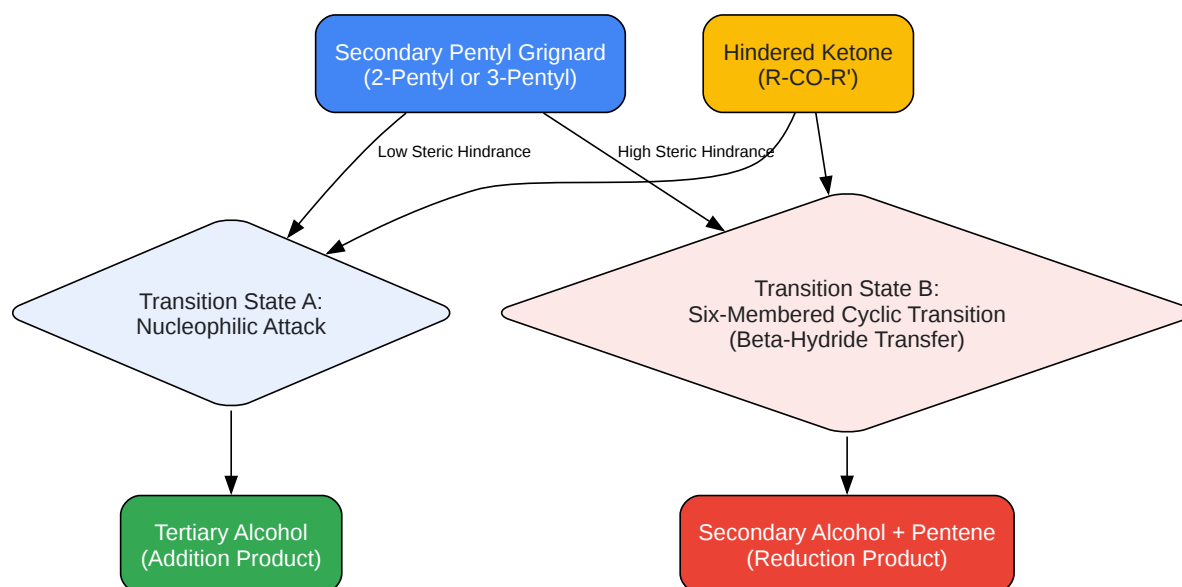 Secondary Pentyl Grignard
(2-Pentyl or 3-Pentyl)
Hindered Ketone
(R-CO-R')
Low Steric Hindrance
High Steric Hindrance
Transition State A:
Nucleophilic Attack
Transition State B:
Six-Membered Cyclic Transition
(Beta-Hydride Transfer)
Tertiary Alcohol
(Addition Product)
Secondary Alcohol + Pentene
(Reduction Product)